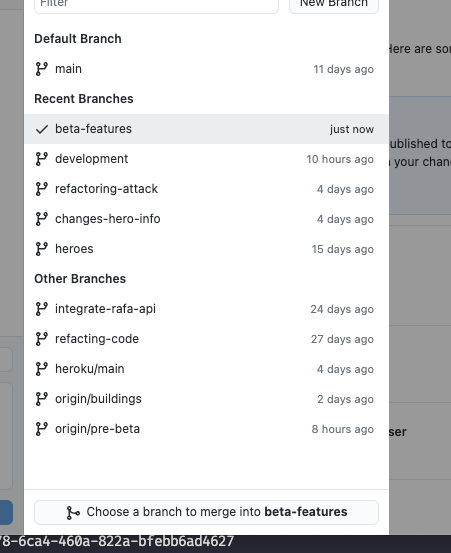 Filter
New Branch
Default Branch
main 11 days ago
Here are
Recent Branches
beta-features just now
development 10 hours ago
ublished to
your
refactoring-attack 4 days ago
changes-hero-info 4 days ago
heroes 15 days ago
Other Branches
integrate-rafa-api 24 days ago
refacting-code 27 days ago
heroku/main 4 days ago
origin/buildings 2 days ago
origin/pre-beta 8 hours ago
ser
Choose a branch to merge into beta-features
78-6ca4-460a-822a-bfebb6ad4627